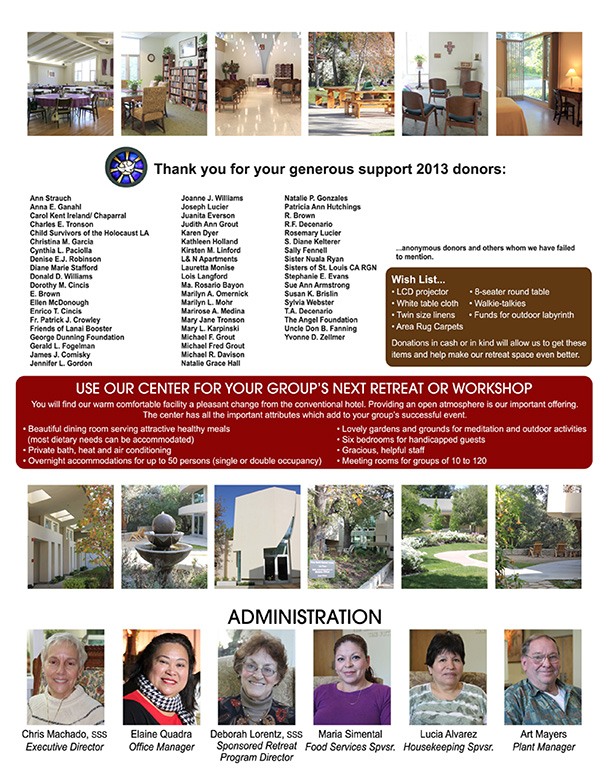 Thank you for your generous support 2013 donors:
Ann Strauch
Anna E. Ganahl
Carol Kent Ireland/ Chaparral
Charles E. Tronson
Child Survivors of the Holocaust LA
Christina M. Garcia
Cynthia L. Paciolla
Denise E.J. Robinson
Diane Marie Stafford
Donald D. Williams
Dorothy M. Cincis
E. Brown
Ellen McDonough
Enrico T. Cincis
Fr. Patrick J. Crowley
Friends of Lanai Booster
George Dunning Foundation
Gerald L. Fogelman
James J. Comisky
Jennifer L. Gordon
Joanne J. Williams
Joseph Lucier
Juanita Everson
Judith Ann Grout
Karen Dyer
Kathleen Holland
Kirsten M. Linford
L& N Apartments
Lauretta Monise
Lois Langford
Ma. Rosario Bayon
Marilyn A. Omernick
Marilyn L. Mohr
Marirose A. Medina
Mary Jane Tronson
Mary L. Karpinski
Michael F. Grout
Michael Fred Grout
Michael R. Davison
Natalie Grace Hall
Natalie P. Gonzales
Patricia Ann Hutchings
R. Brown
R.F. Decenario
Rosemary Lucier
S. Diane Kelterer
Sally Fennell
Sister Nuala Ryan
Sisters of St. Louis CA RGN
Stephanie E. Evans
Sue Ann Armstrong
Susan K. Brislin
Sylvia Webster
T.A. Decenario
The Angel Foundation
Uncle Don B. Fanning
Yvonne D. Zellmer
...anonymous donors and others whom we have failed
to mention.
Wish List...
• LCD projector
• White table cloth
• Twin size linens
• Area Rug Carpets
• 8-seater round table
• Walkie-talkies
• Funds for outdoor labyrinth
Donations in cash or in kind will allow us to get these
items and help make our retreat space even better.
USE OUR CENTER FOR YOUR GROUP'S NEXT RETREAT OR WORKSHOP
You will find our warm comfortable facility a pleasant change from the conventional hotel. Providing an open atmosphere is our important offering.
The center has all the important attributes which add to your group's successful event.
• Beautiful dining room serving attractive healthy meals
(most dietary needs can be accommodated)
• Private bath, heat and air conditioning
• Overnight accommodations for up to 50 persons (single or double occupancy)
• Lovely gardens and grounds for meditation and outdoor activities
• Six bedrooms for handicapped guests
• Gracious, helpful staff
• Meeting rooms for groups of 10 to 120
ADMINISTRATION
Chris Machado, SSS
Executive Director
Elaine Quadra
Office Manager
Deborah Lorentz, SSS
Sponsored Retreat
Program Director
Maria Simental
Food Services Spvsr.
Lucia Alvarez
Housekeeping Spvsr.
Art Mayers
Plant Manager